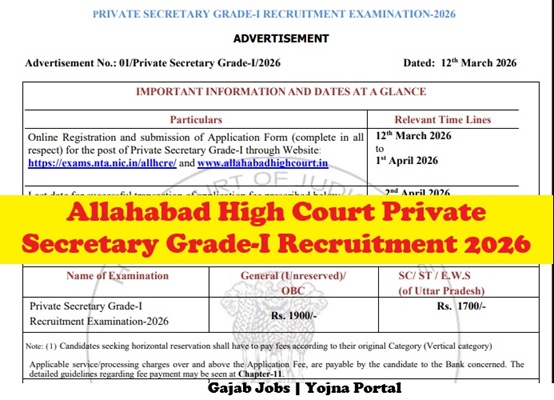 PRIVATE SECRETARY GRADE-I RECRUITMENT EXAMINATION-2026
ADVERTISEMENT
Advertisement No.: 01/Private Secretary Grade-I/2026 Dated: 12th March 2026
IMPORTANT INFORMATION AND DATES AT A GLANCE
Particulars Relevant Time Lines
Online Registration and submission of Application Form (complete in all 12th March 2026
respect) for the post of Private Secretary Grade-I through Website: to
https://exams.nta.nic.in/allhcre/ and www.allahabadhighcourt.in. 1st April 2026
2nd April 2026
Allahabad High Court Private
Secretary Grade-I Recruitment 2026
Name of Examination General (Unreserved)/ SC/ ST / E.W.S
OBC (of Uttar Pradesh)
Private Secretary Grade-I Rs. 1900/- Rs. 1700/-
Recruitment Examination-2026
Note: (1) Candidates seeking horizontal reservation shall have to pay fees according to their original Category (Vertical category)
Applicable service/processing charges over and above the Application Fee, are payable by the candidate to the Bank concerned. The
detailed guidelines regarding fee payment may be seen at Chapter-11.
Gajab Jobs | Yojna Portal